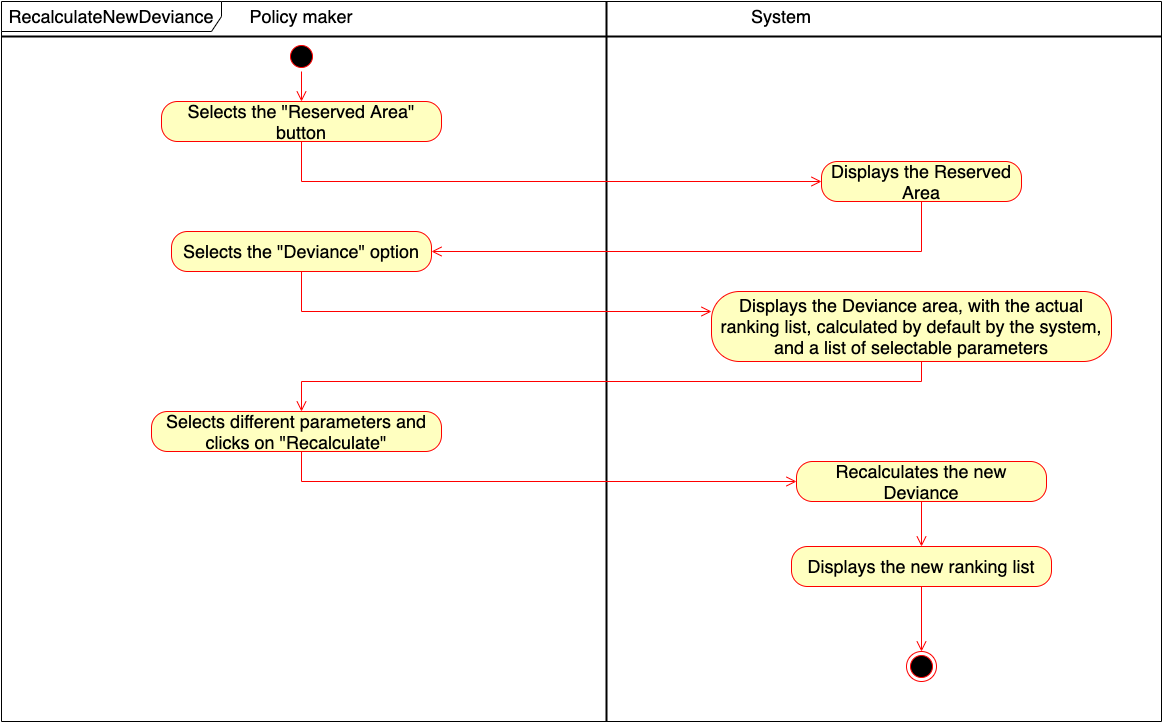 RecalculateNewDeviance
Policy maker
System
Selects the "Reserved Area"
button
Displays the Reserved
Area
Selects the "Deviance" option
Displays the Deviance area, with the actual
ranking list, calculated by default by the system,
and a list of selectable parameters
Selects different parameters and
clicks on "Recalculate"
Recalculates the new
Deviance
Displays the new ranking list